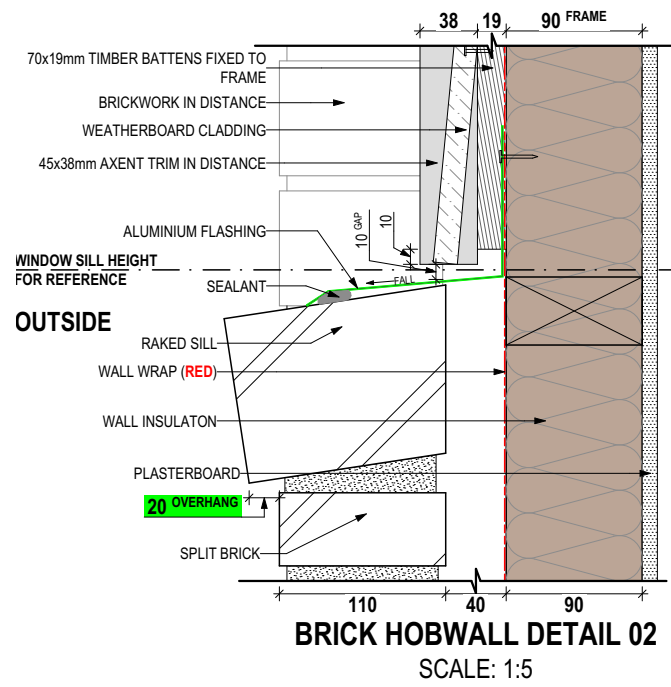 38 19 90 FRAME
70x19mm TIMBER BATTENS FIXED TO
FRAME
BRICKWORK IN DISTANCE
WEATHERBOARD CLADDING
45x38mm AXENT TRIM IN DISTANCE
10 GAP
10
ALUMINIUM FLASHING
WINDOW SILL HEIGHT
FOR REFERENCE
FALL
SEALANT
OUTSIDE
RAKED SILL
WALL WRAP (RED)
WALL INSULATON
PLASTERBOARD
20 OVERHANG
SPLIT BRICK
110 40 90
BRICK HOBWALL DETAIL 02
SCALE: 1:5